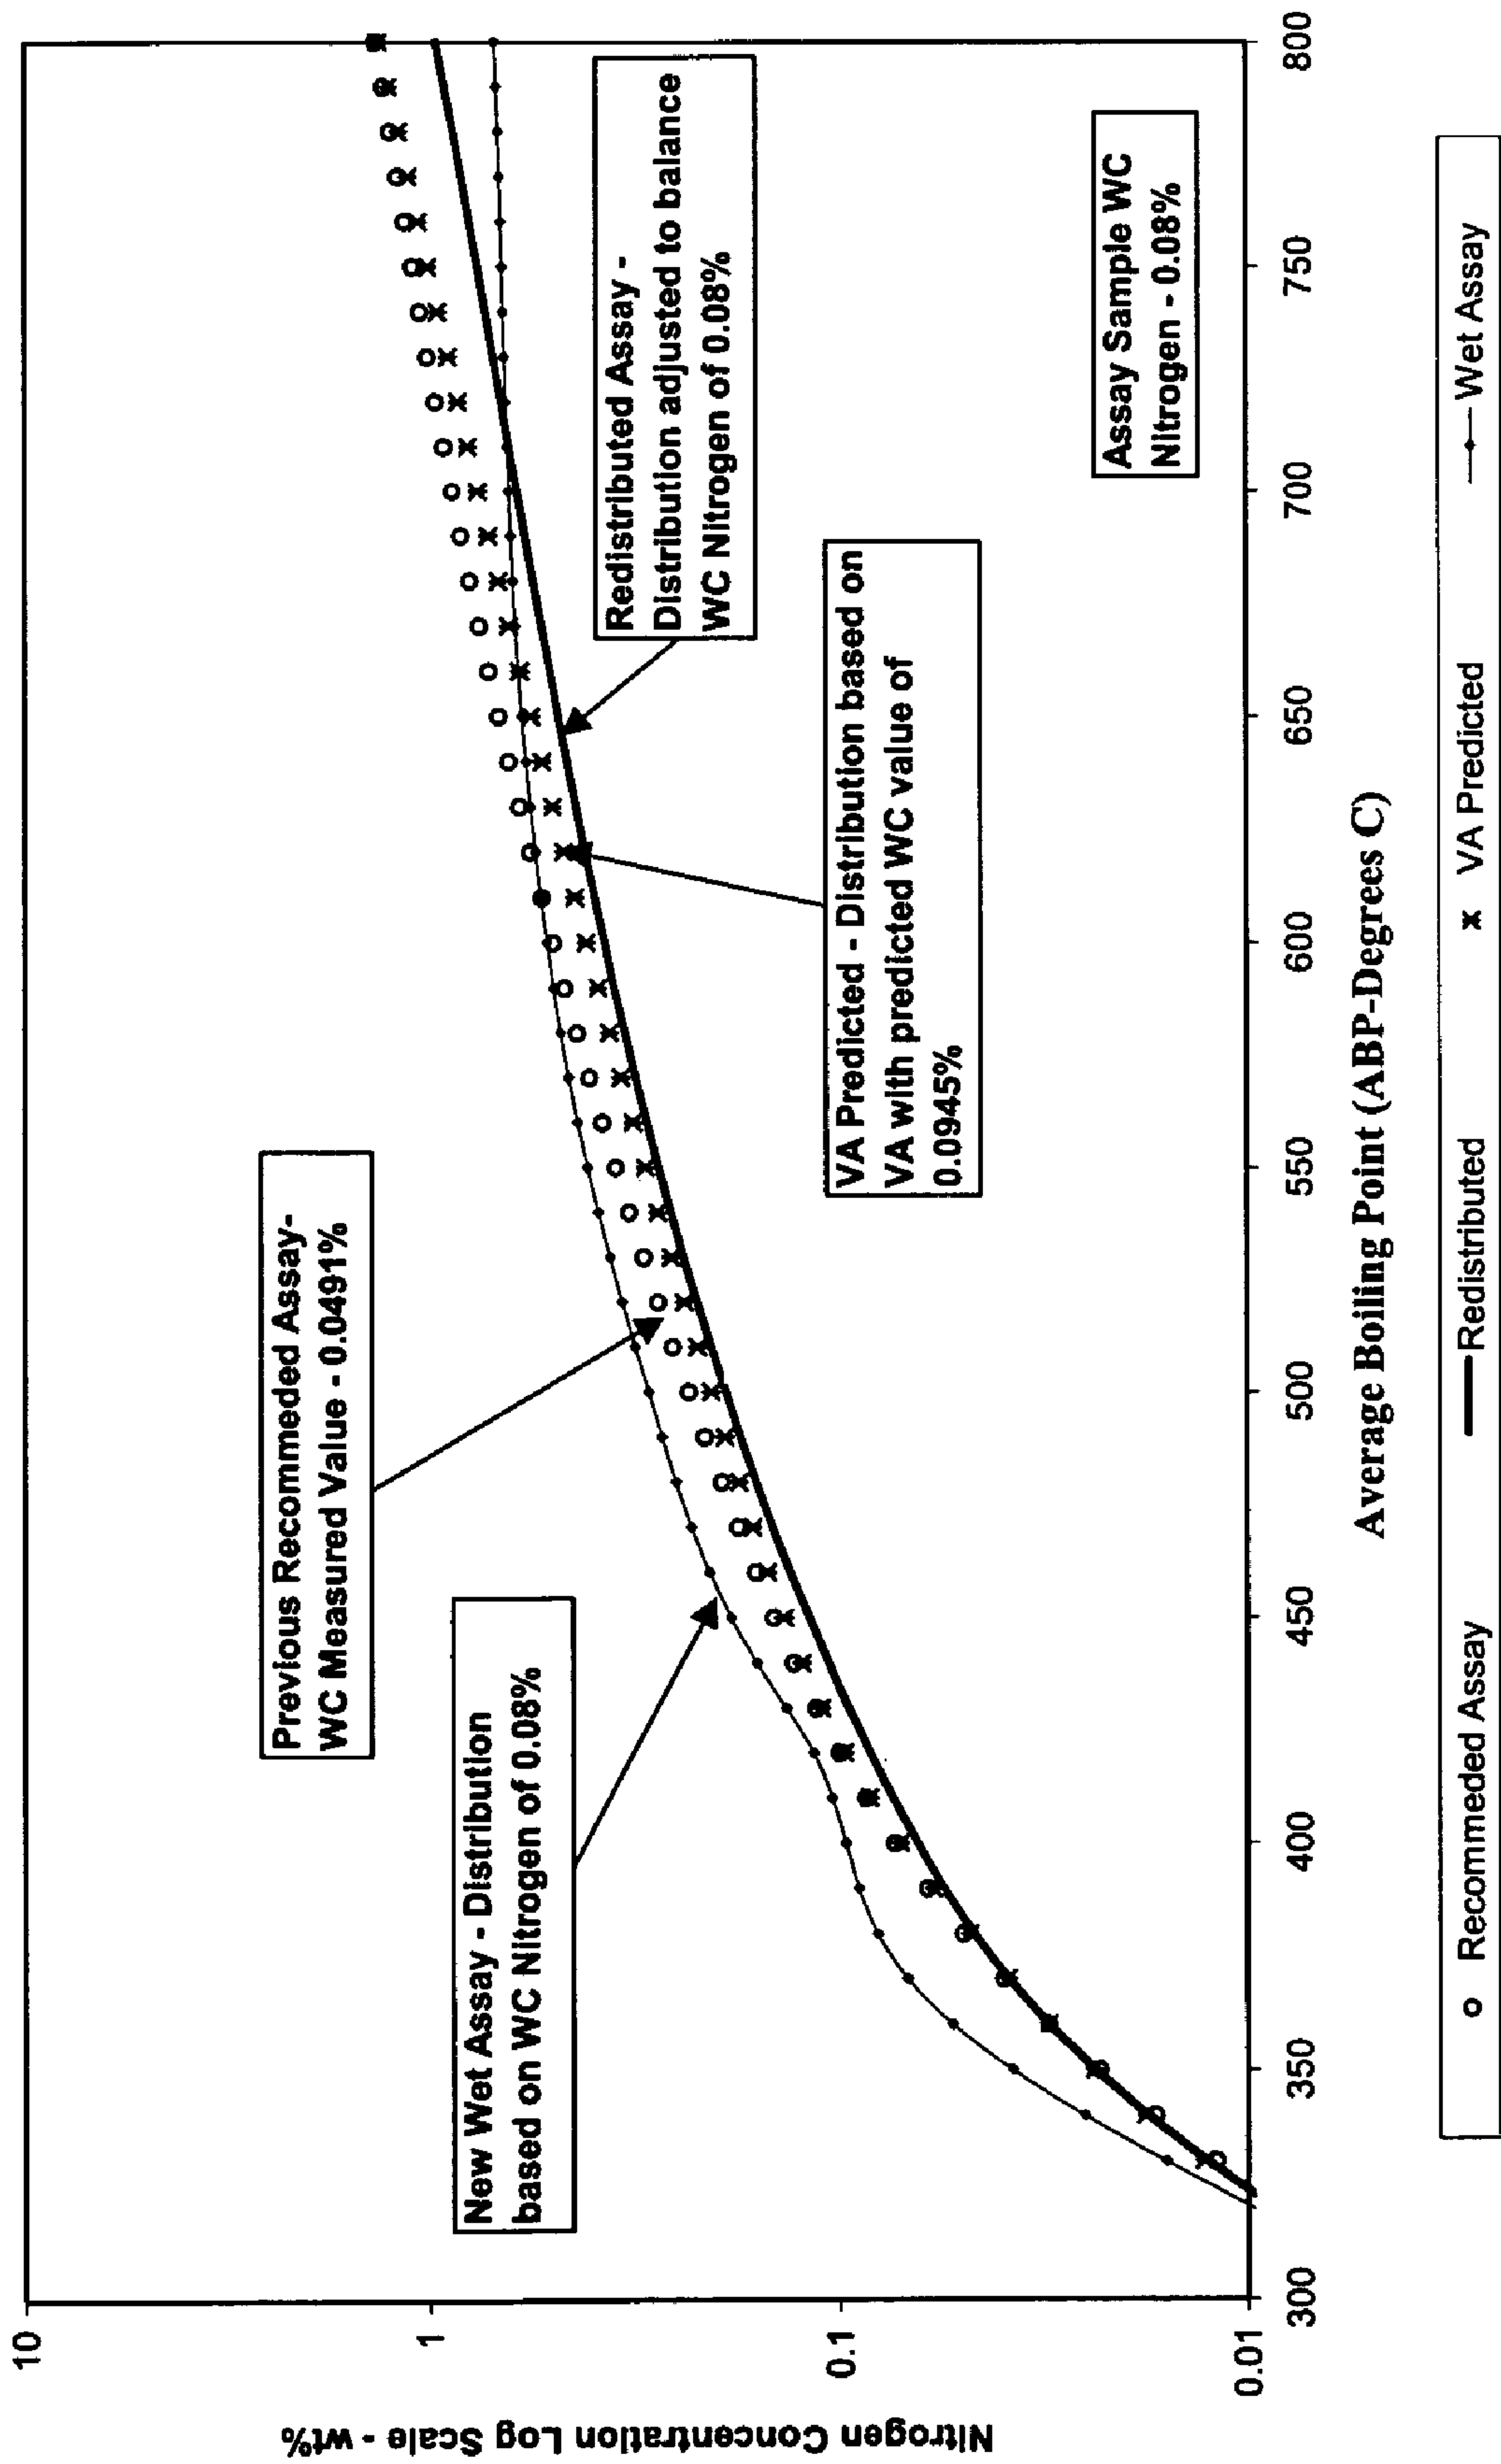 10
1
0.1
0.01
Nitrogen Concentration Log Scale - wt%
Previous Recommeded Assay-
WC Measured Value - 0.0491%
New Wet Assay - Distribution
based on WC Nitrogen of 0.08%
Redistributed Assay -
Distribution adjusted to balance
WC Nitrogen of 0.08%
VA Predicted - Distribution based on
VA with predicted WC value of
0.0945%
Assay Sample WC
Nitrogen - 0.08%
300 350 400 450 500 550 600 650 700 750 800
Average Boiling Point (ABP-Degrees C)
Recommeded Assay Redistributed VA Predicted Wet Assay